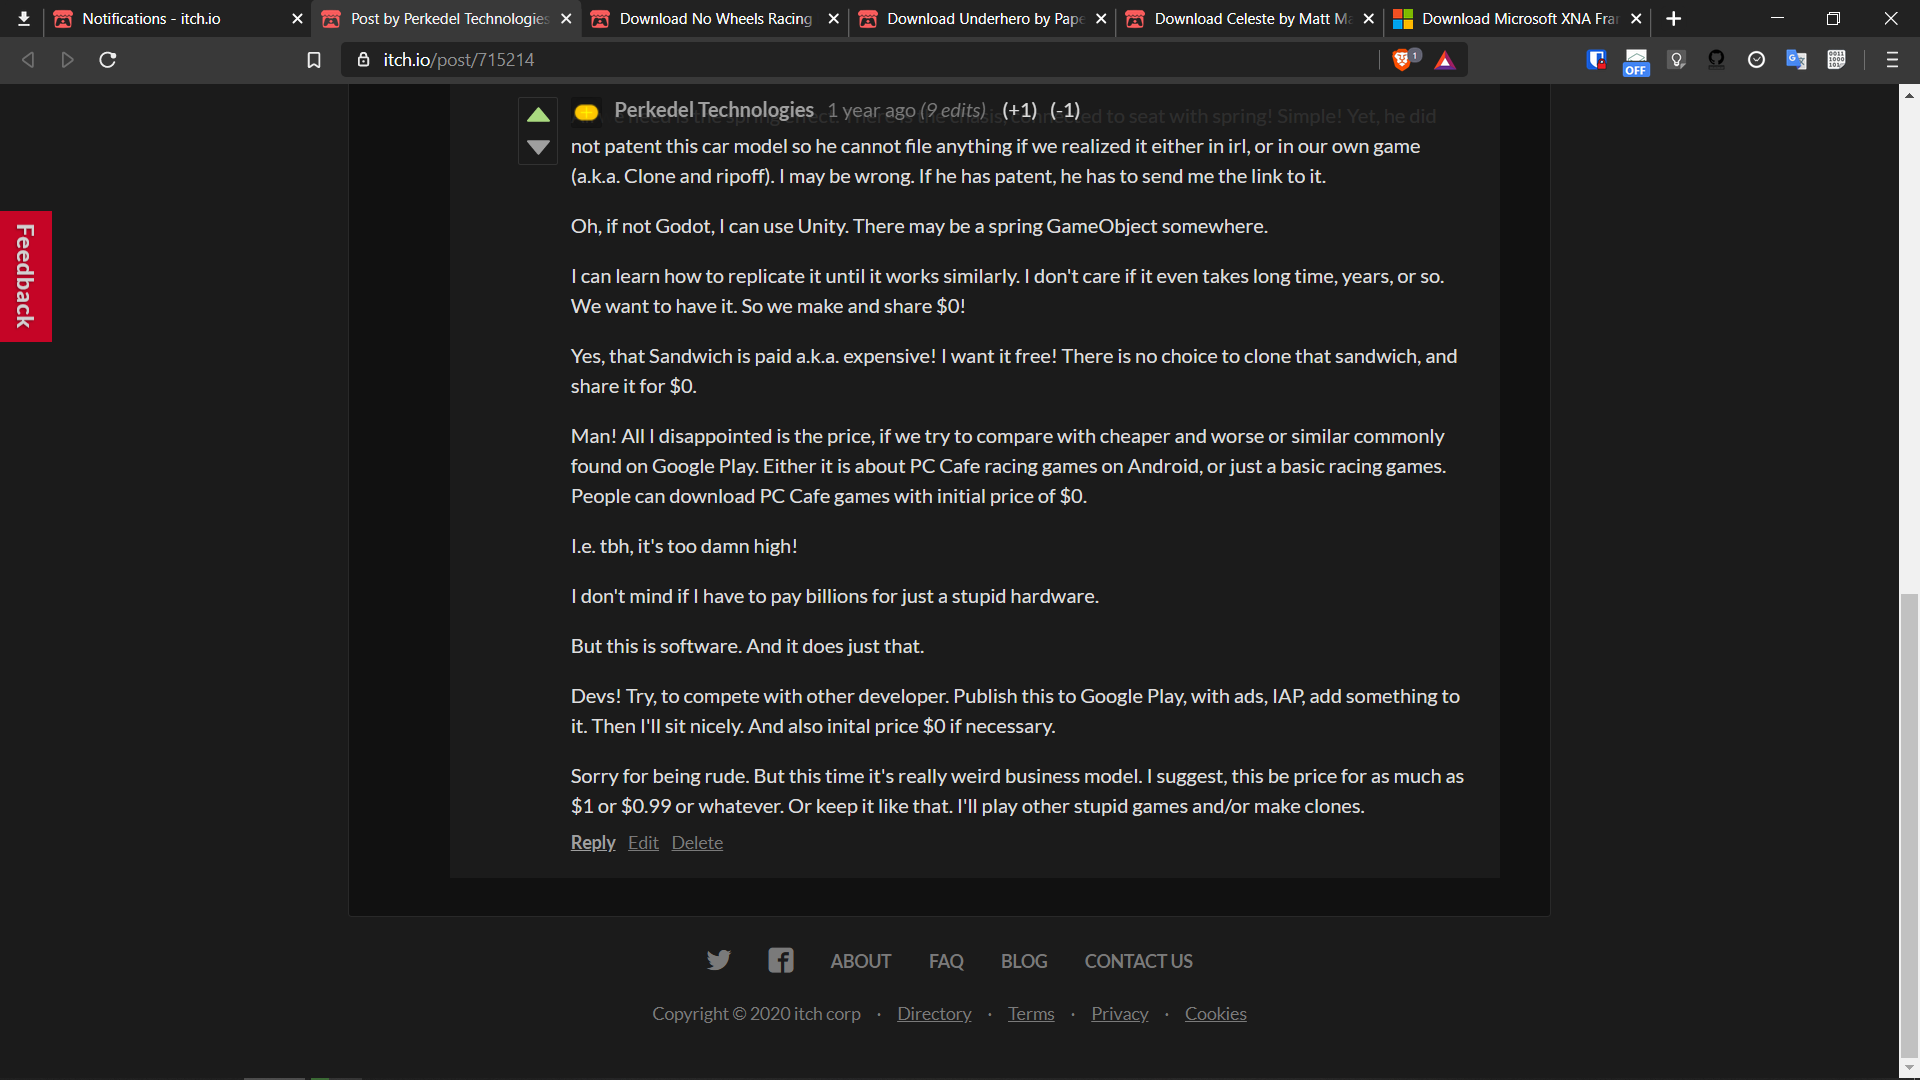 Notifications - itch.io
Post by Perkedel Technologies
Download No Wheels Racing
Download Underhero by Pape
Download Celeste by Matt Ma
Download Microsoft XNA Fra
itch.io/post/715214
1
OFF
Feedback
Perkedel Technologies 1 year ago (9 edits) (+1) (-1)
need is the spring effect. There is the chasis, connected to seat with spring! Simple! Yet, he did
not patent this car model so he cannot file anything if we realized it either in irl, or in our own game
(a.k.a. Clone and ripoff). I may be wrong. If he has patent, he has to send me the link to it.
Oh, if not Godot, I can use Unity. There may be a spring GameObject somewhere.
I can learn how to replicate it until it works similarly. I don't care if it even takes long time, years, or so.
We want to have it. So we make and share $0!
Yes, that Sandwich is paid a.k.a. expensive! I want it free! There is no choice to clone that sandwich, and
share it for $0.
Man! All I disappointed is the price, if we try to compare with cheaper and worse or similar commonly
found on Google Play. Either it is about PC Cafe racing games on Android, or just a basic racing games.
People can download PC Cafe games with initial price of $0.
I.e. tbh, it's too damn high!
I don't mind if I have to pay billions for just a stupid hardware.
But this is software. And it does just that.
Devs! Try, to compete with other developer. Publish this to Google Play, with ads, IAP, add something to
it. Then I'll sit nicely. And also inital price $0 if necessary.
Sorry for being rude. But this time it's really weird business model. I suggest, this be price for as much as
$1 or $0.99 or whatever. Or keep it like that. I'll play other stupid games and/or make clones.
Reply Edit Delete
ABOUT FAQ BLOG CONTACT US
Copyright © 2020 itch corp · Directory · Terms · Privacy · Cookies